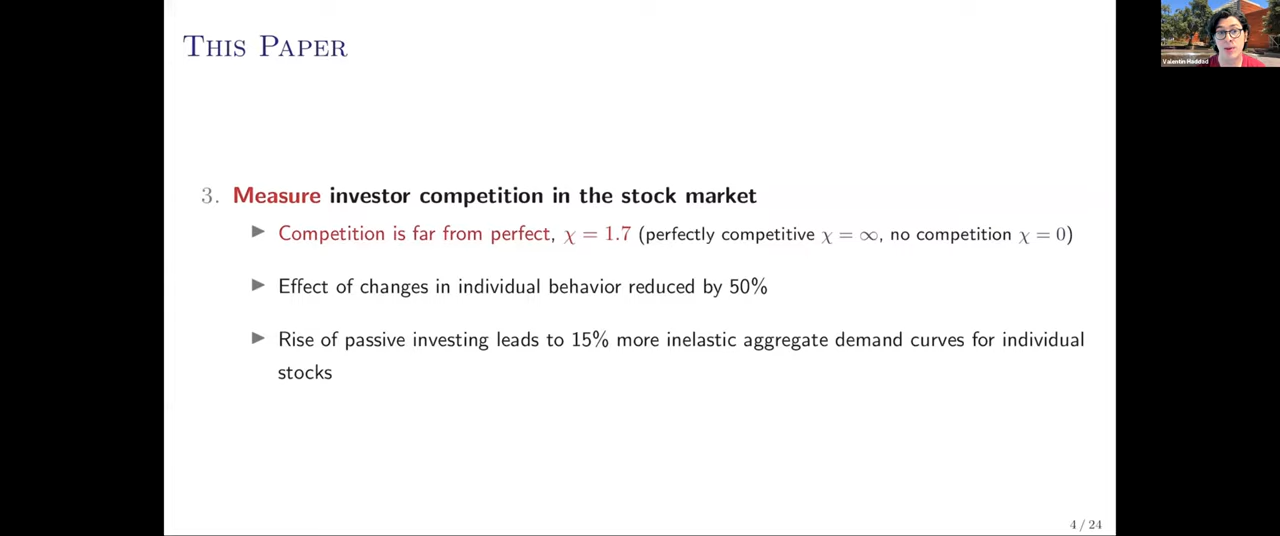 THIS PAPER
Valentin Haddad
3. Measure investor competition in the stock market
▶ Competition is far from perfect, χ = 1.7 (perfectly competitive χ = ∞, no competition χ = 0)
▶ Effect of changes in individual behavior reduced by 50%
▶ Rise of passive investing leads to 15% more inelastic aggregate demand curves for individual
stocks
4 / 24